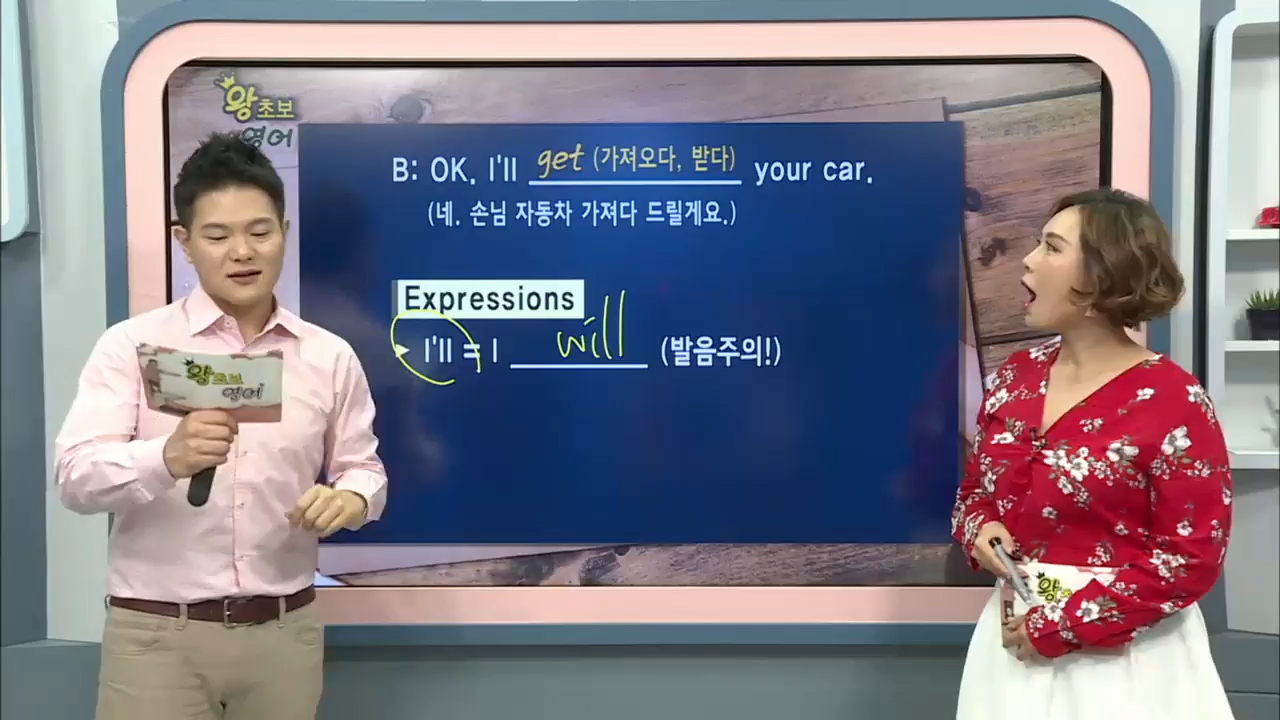 왕초보
영어
B: OK. I'll get (가져오다, 받다) your car.
(네. 손님 자동차 가져다 드릴게요.)
Expressions
▶ I'll = I will (발음주의!)
왕초보
영어
왕